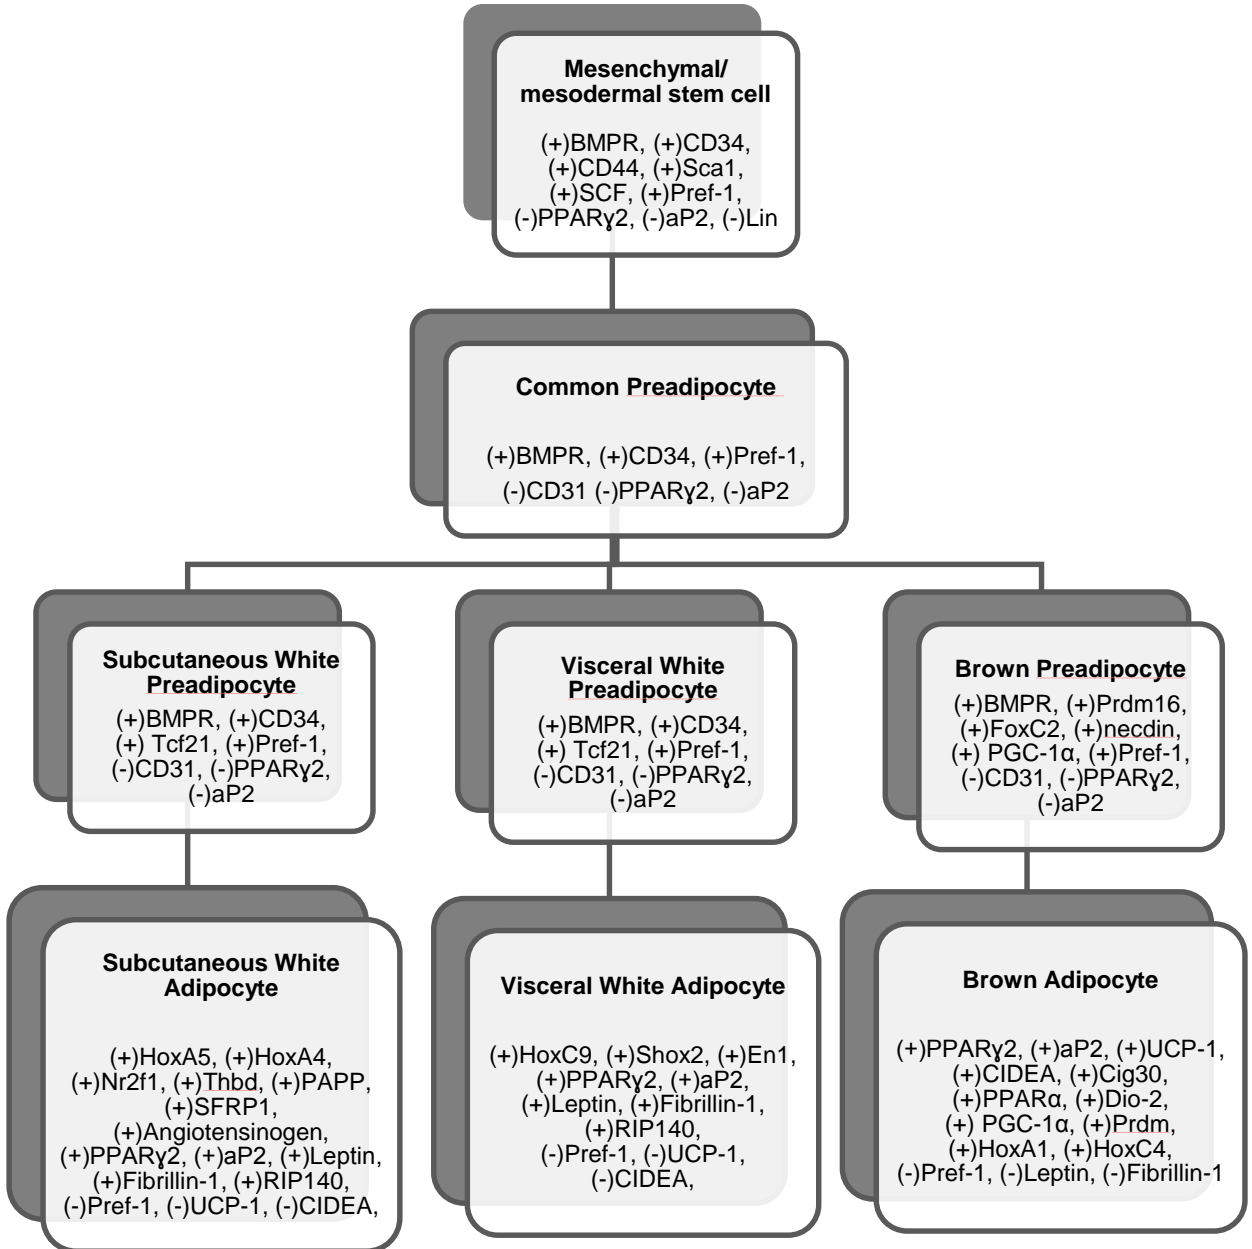 Mesenchymal/
mesodermal stem cell
(+)BMPR, (+)CD34,
(+)CD44, (+)Sca1,
(+)SCF, (+)Pref-1,
(-)PPARɣ2, (-)aP2, (-)Lin
Common Preadipocyte
(+)BMPR, (+)CD34, (+)Pref-1,
(-)CD31 (-)PPARɣ2, (-)aP2
Subcutaneous White
Preadipocyte
(+)BMPR, (+)CD34,
(+) Tcf21, (+)Pref-1,
(-)CD31, (-)PPARɣ2,
(-)aP2
Visceral White
Preadipocyte
(+)BMPR, (+)CD34,
(+) Tcf21, (+)Pref-1,
(-)CD31, (-)PPARɣ2,
(-)aP2
Brown Preadipocyte
(+)BMPR, (+)Prdm16,
(+)FoxC2, (+)necdin,
(+) PGC-1α, (+)Pref-1,
(-)CD31, (-)PPARɣ2,
(-)aP2
Subcutaneous White
Adipocyte
(+)HoxA5, (+)HoxA4,
(+)Nr2f1, (+)Thbd, (+)PAPP,
(+)SFRP1,
(+)Angiotensinogen,
(+)PPARɣ2, (+)aP2, (+)Leptin,
(+)Fibrillin-1, (+)RIP140,
(-)Pref-1, (-)UCP-1, (-)CIDEA,
Visceral White Adipocyte
(+)HoxC9, (+)Shox2, (+)En1,
(+)PPARɣ2, (+)aP2,
(+)Leptin, (+)Fibrillin-1,
(+)RIP140,
(-)Pref-1, (-)UCP-1,
(-)CIDEA,
Brown Adipocyte
(+)PPARɣ2, (+)aP2, (+)UCP-1,
(+)CIDEA, (+)Cig30,
(+)PPARα, (+)Dio-2,
(+) PGC-1α, (+)Prdm,
(+)HoxA1, (+)HoxC4,
(-)Pref-1, (-)Leptin, (-)Fibrillin-1